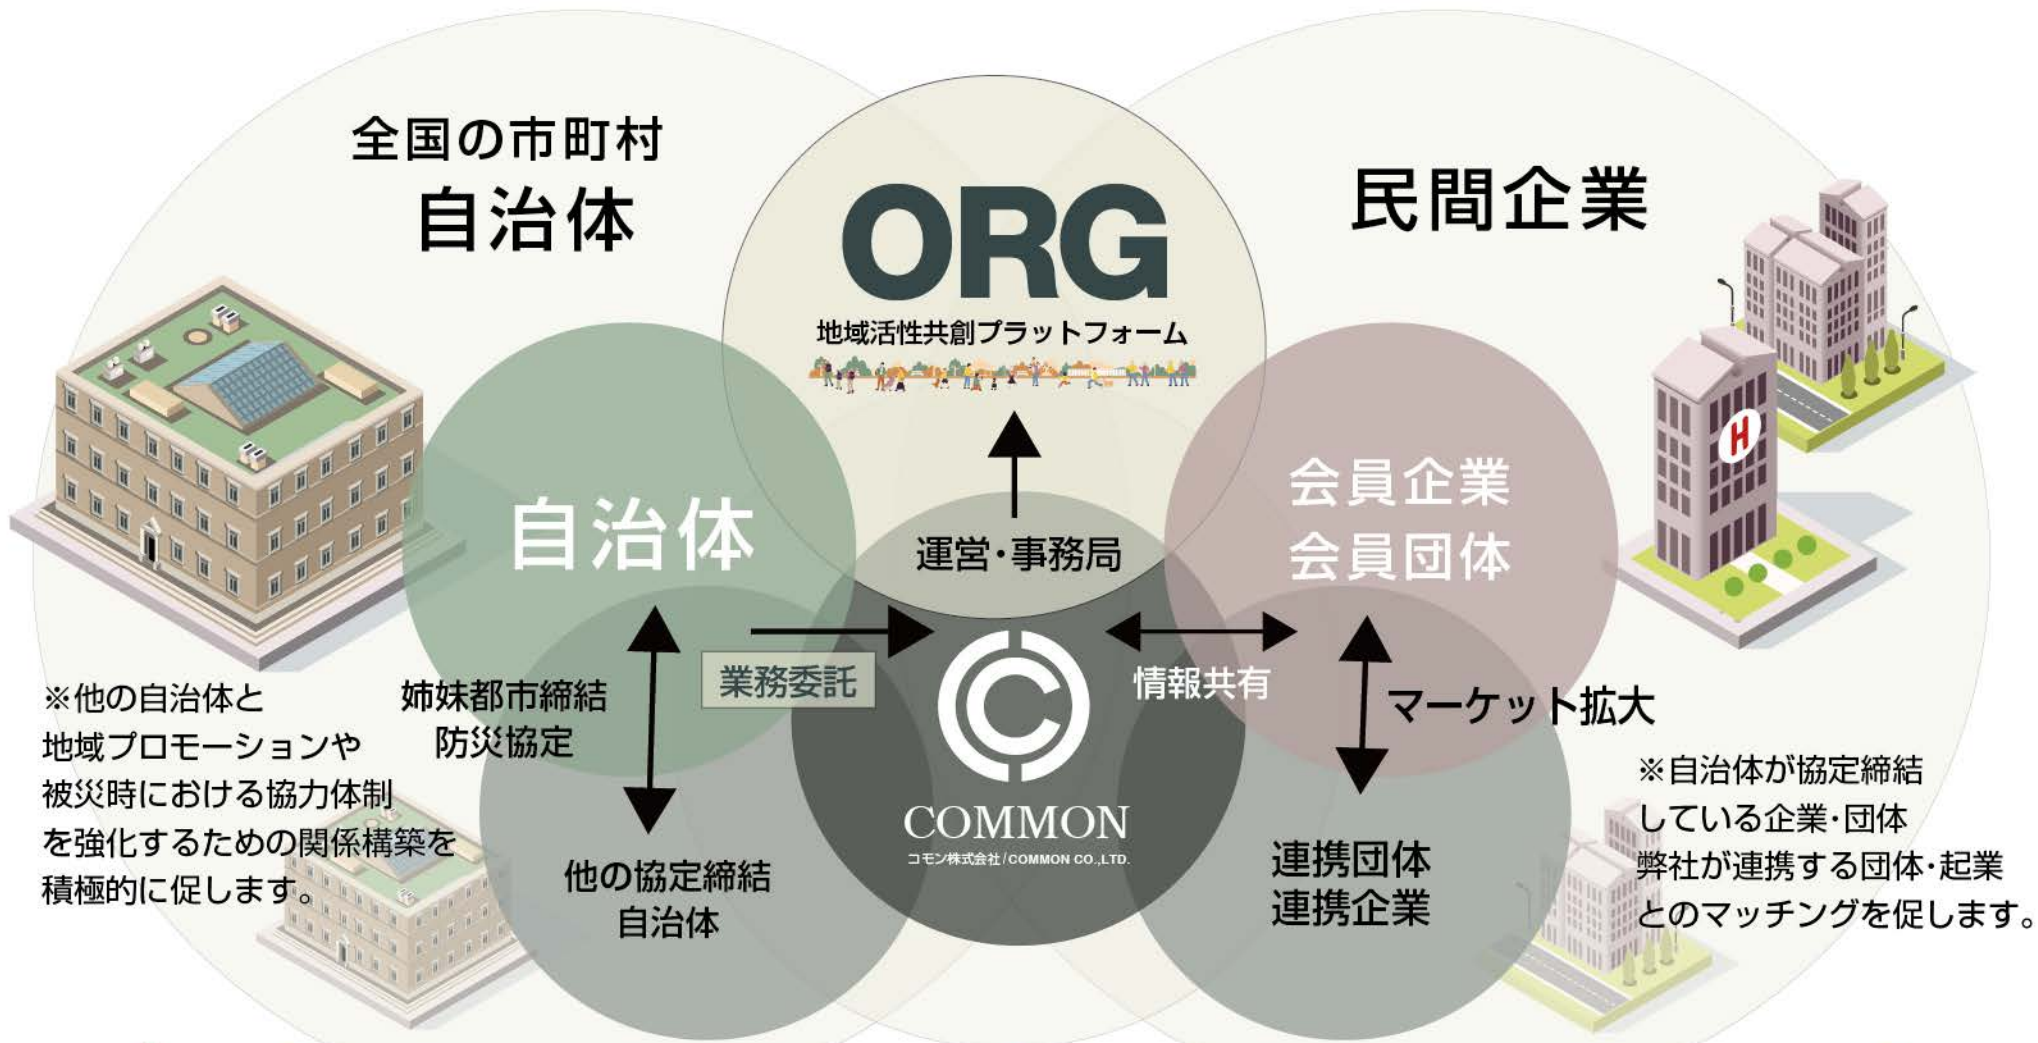 全国の市町村
自治体
ORG
地域活性共創プラットフォーム
民間企業
H
自治体
運営・事務局
会員企業
会員団体
業務委託
情報共有
姉妹都市締結
防災協定
マーケット拡大
COMMON
コモン株式会社/COMMON CO.,LTD.
他の協定締結
自治体
連携団体
連携企業
※他の自治体と
地域プロモーションや
被災時における協力体制
を強化するための関係構築を
積極的に促します。
※自治体が協定締結
している企業・団体
弊社が連携する団体・起業
とのマッチングを促します。